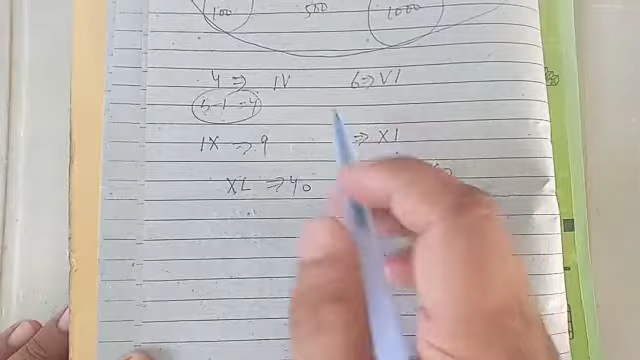 100 500 1000
4 ⇒ IV 6 ⇒ VI
5-1=4
IX ⇒ 9 ⇒ XI
XL ⇒ 40